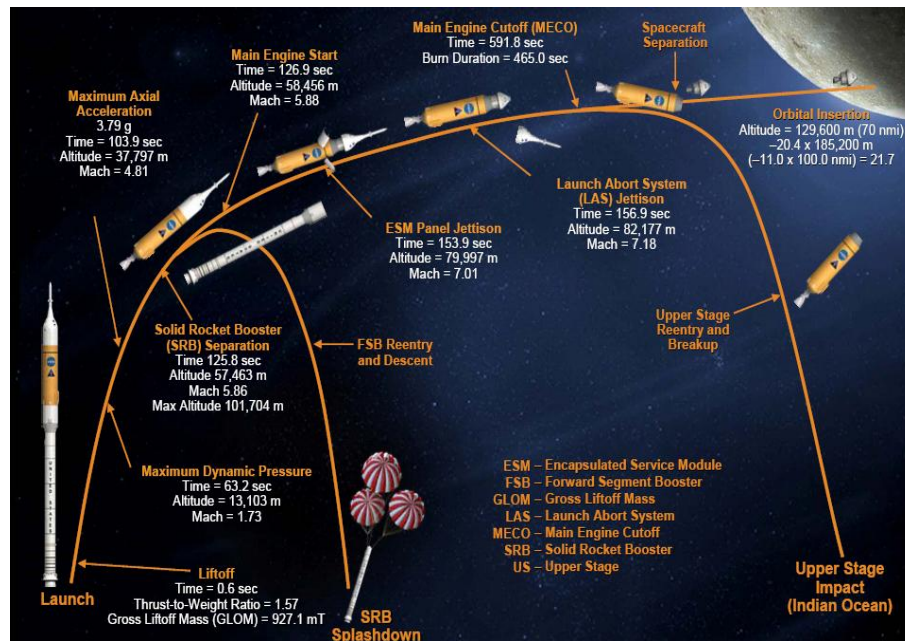 Main Engine Cutoff (MECO)
Time = 591.8 sec
Burn Duration = 465.0 sec
Spacecraft
Separation
Main Engine Start
Time = 126.9 sec
Altitude = 58,456 m
Mach = 5.88
Maximum Axial
Acceleration
3.79 g
Time = 103.9 sec
Altitude = 37,797 m
Mach = 4.81
Orbital Insertion
Altitude = 129,600 m (70 nmi)
–20.4 x 185,200 m
(–11.0 x 100.0 nmi) = 21.7
Launch Abort System
(LAS) Jettison
Time = 156.9 sec
Altitude = 82,177 m
Mach = 7.18
ESM Panel Jettison
Time = 153.9 sec
Altitude = 79,997 m
Mach = 7.01
Solid Rocket Booster
(SRB) Separation
Time 125.8 sec
Altitude 57,463 m
Mach 5.86
Max Altitude 101,704 m
FSB Reentry
and Descent
Upper Stage
Reentry and
Breakup
Maximum Dynamic Pressure
Time = 63.2 sec
Altitude = 13,103 m
Mach = 1.73
ESM – Encapsulated Service Module
FSB – Forward Segment Booster
GLOM – Gross Liftoff Mass
LAS – Launch Abort System
MECO – Main Engine Cutoff
SRB – Solid Rocket Booster
US – Upper Stage
Liftoff
Time = 0.6 sec
Thrust-to-Weight Ratio = 1.57
Gross Liftoff Mass (GLOM) = 927.1 mT
Launch
SRB
Splashdown
Upper Stage
Impact
(Indian Ocean)
UNITED STATES